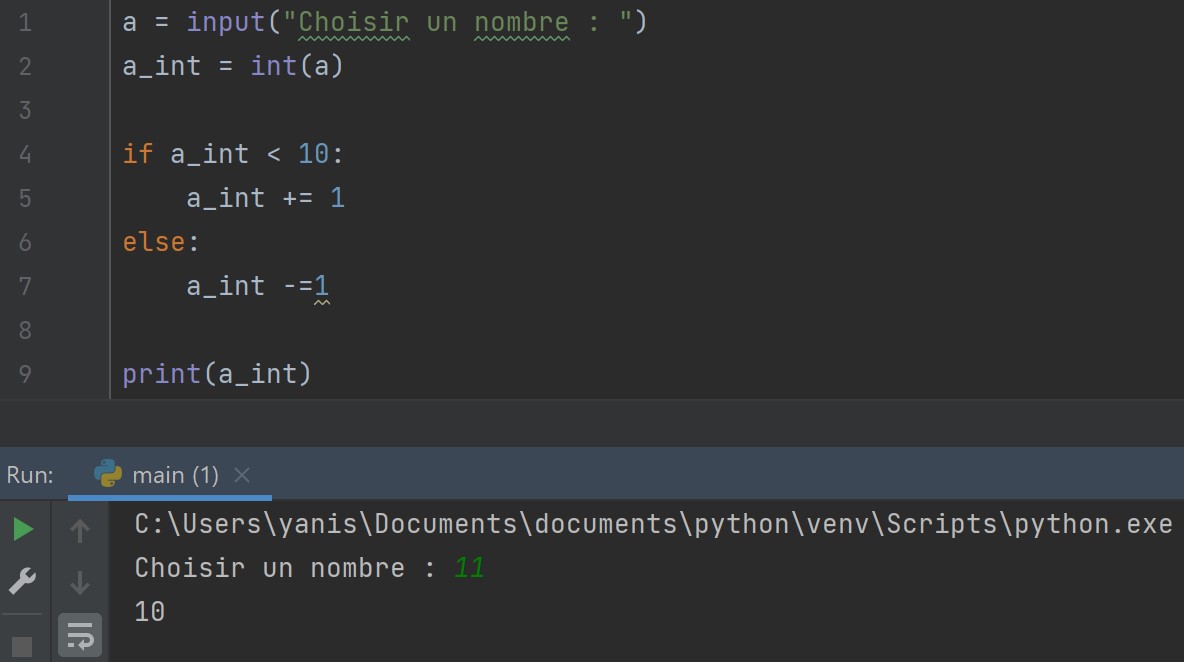 1 a = input("Choisir un nombre : ")
2 a_int = int(a)
3
4 if a_int < 10:
5     a_int += 1
6 else:
7     a_int -=1
8
9 print(a_int)
Run: main (1)
C:\Users\yanis\Documents\documents\python\venv\Scripts\python.exe
Choisir un nombre : 11
10